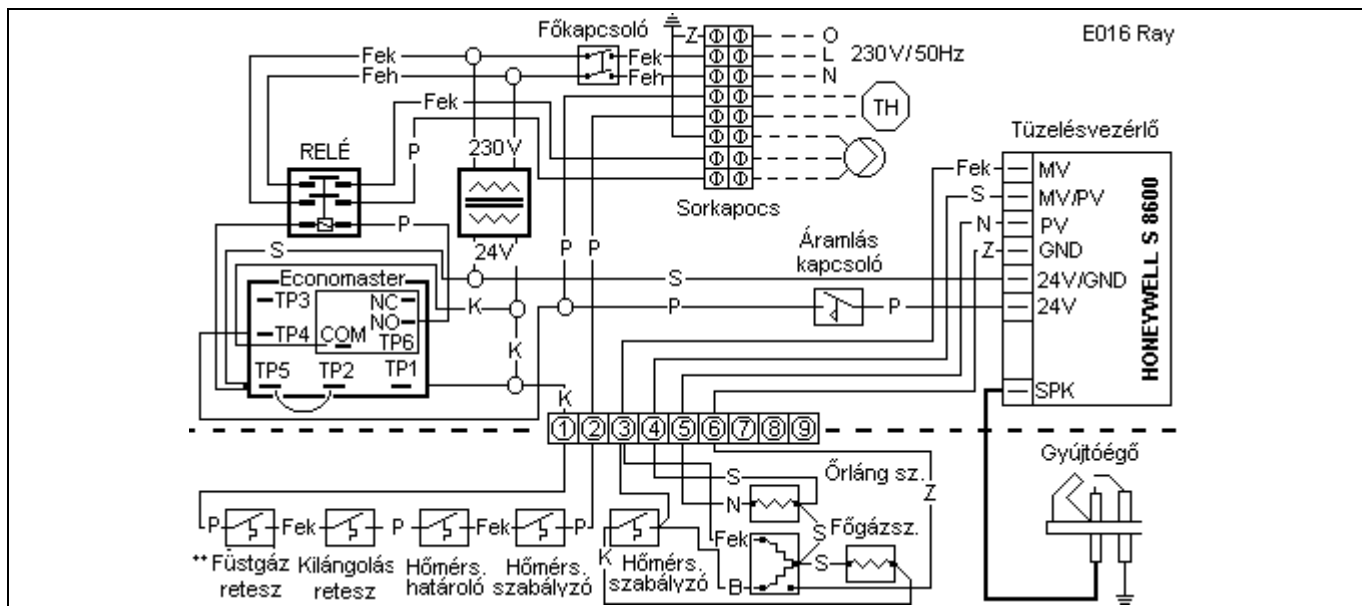 E016 Ray
Főkapcsoló
Z
O
L
N
230V/50Hz
Fek
Fek
Feh
Feh
Fek
TH
P
230V
RELÉ
Sorkapocs
Tüzelésvezérlő
Fek
MV
S
MV/PV
N
PV
Z
GND
24V/GND
24V
SPK
HONEYWELL S 8600
P
S
24V
P
P
Áramlás
kapcsoló
S
P
P
Economaster
TP3
NC
NO
TP4
COM
TP6
TP5
TP2
TP1
K
K
K
1 2 3 4 5 6 7 8 9
Gyújtóégő
Őrláng sz.
S
N
Z
S
Főgázsz.
P
Fek
P
Fek
P
K
Fek
S
B
** Füstgáz
retesz
Kilángolás
retesz
Hőmérs.
határoló
Hőmérs.
szabályzó
Hőmérs.
szabályzó